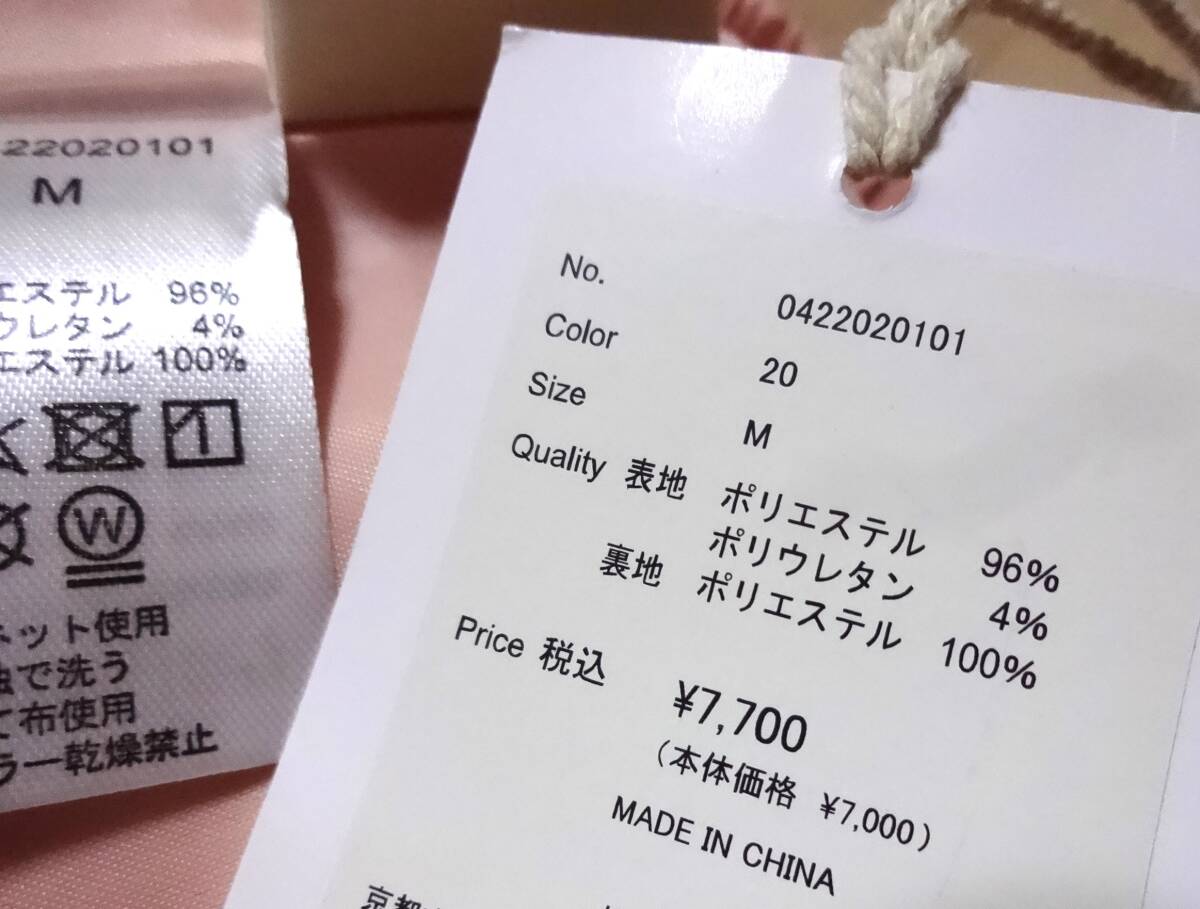 22020101
M
エステル 96%
ウレタン 4%
エステル 100%
W
ネット使用
で洗う
て布使用
ラー乾燥禁止
No. 0422020101
Color 20
Size M
Quality 表地 ポリエステル 96%
ポリウレタン 4%
裏地 ポリエステル 100%
Price 税込 ¥7,700
(本体価格 ¥7,000)
MADE IN CHINA
京都